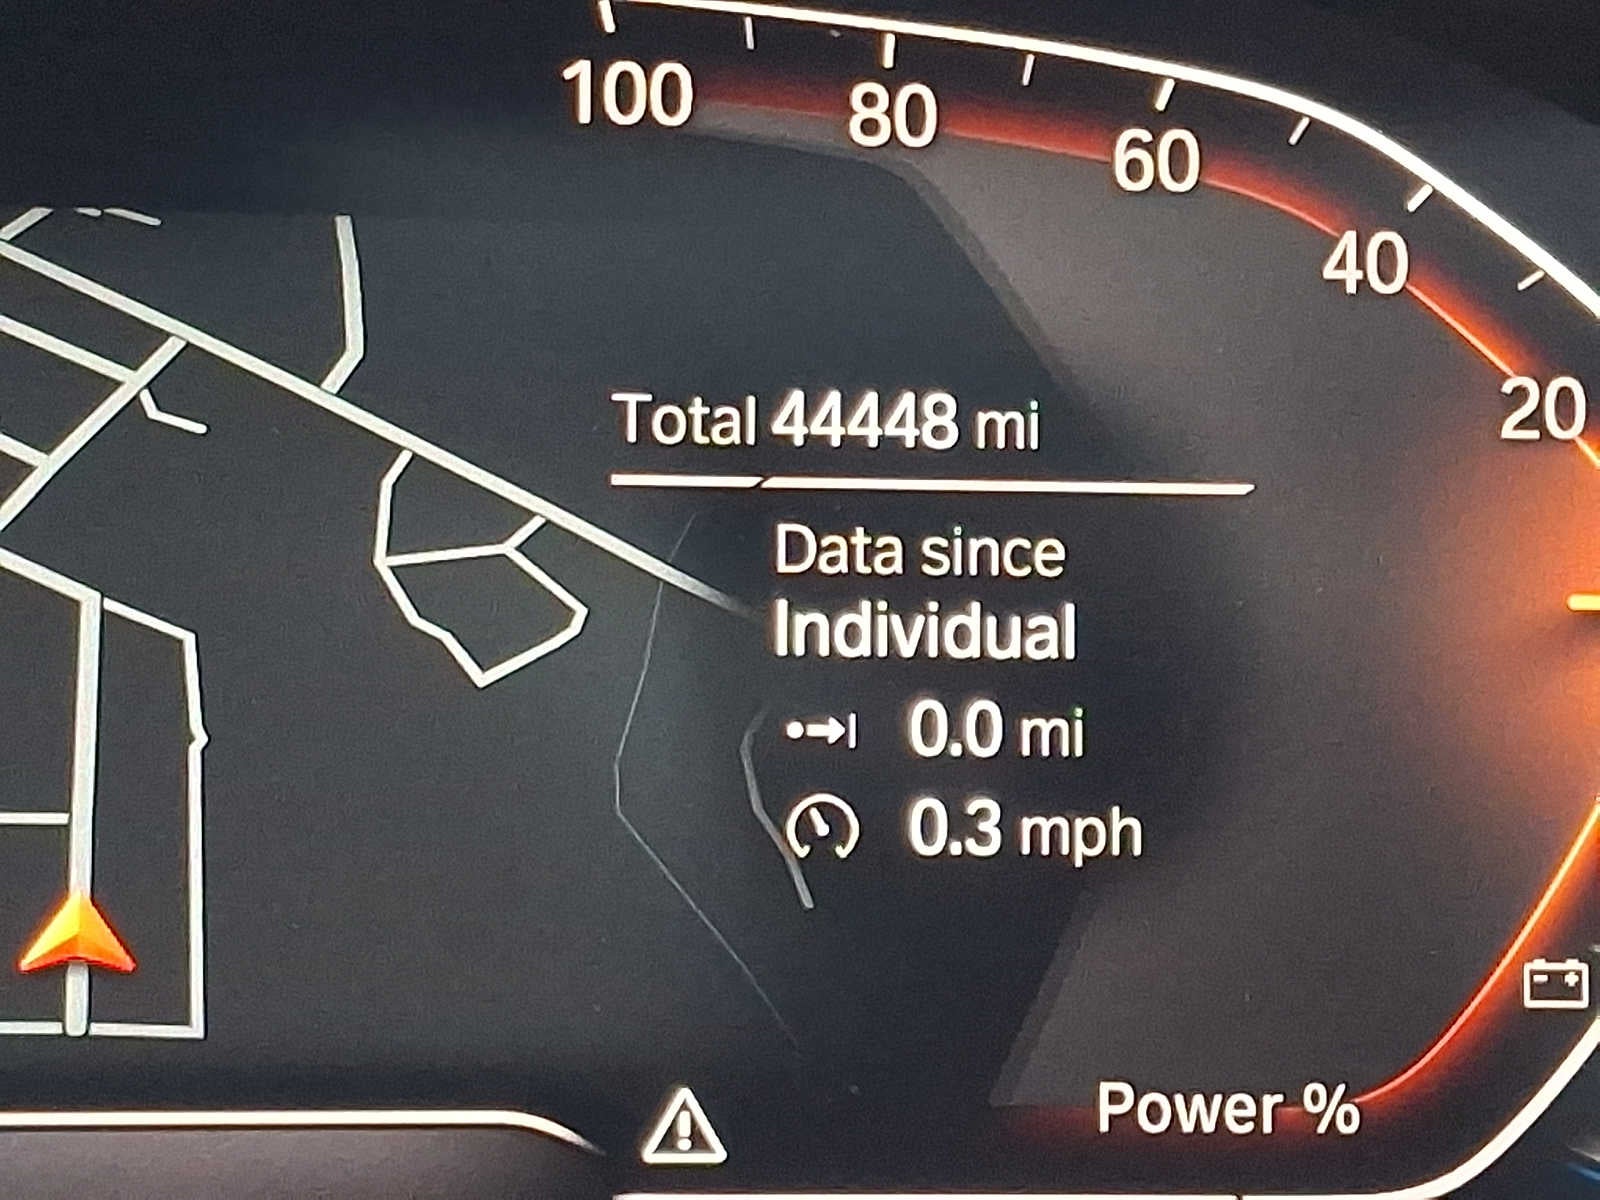 100
80
60
40
20
Total 44448 mi
Data since
Individual
0.0 mi
0.3 mph
Power %